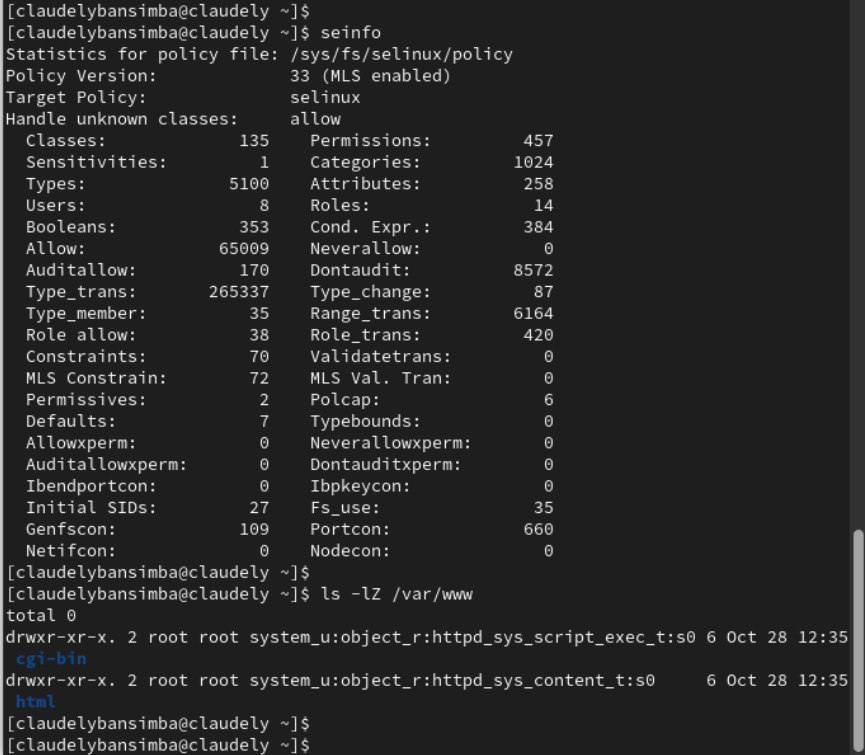 [claudelybansimba@claudely ~]$
[claudelybansimba@claudely ~]$ seinfo
Statistics for policy file: /sys/fs/selinux/policy
Policy Version:             33 (MLS enabled)
Target Policy:              selinux
Handle unknown classes:     allow
  Classes:             135    Permissions:         457
  Sensitivities:         1    Categories:         1024
  Types:              5100    Attributes:          258
  Users:                 8    Roles:                14
  Booleans:            353    Cond. Expr.:         384
  Allow:             65009    Neverallow:            0
  Auditallow:          170    Dontaudit:          8572
  Type_trans:       265337    Type_change:          87
  Type_member:          35    Range_trans:        6164
  Role allow:           38    Role_trans:          420
  Constraints:          70    Validatetrans:         0
  MLS Constrain:        72    MLS Val. Tran:         0
  Permissives:           2    Polcap:                6
  Defaults:              7    Typebounds:            0
  Allowxperm:            0    Neverallowxperm:       0
  Auditallowxperm:       0    Dontauditxperm:        0
  Ibendportcon:          0    Ibpkeycon:             0
  Initial SIDs:         27    Fs_use:               35
  Genfscon:            109    Portcon:             660
  Netifcon:              0    Nodecon:               0
[claudelybansimba@claudely ~]$
[claudelybansimba@claudely ~]$ ls -lZ /var/www
total 0
drwxr-xr-x. 2 root root system_u:object_r:httpd_sys_script_exec_t:s0 6 Oct 28 12:35
 cgi-bin
drwxr-xr-x. 2 root root system_u:object_r:httpd_sys_content_t:s0     6 Oct 28 12:35
 html
[claudelybansimba@claudely ~]$
[claudelybansimba@claudely ~]$